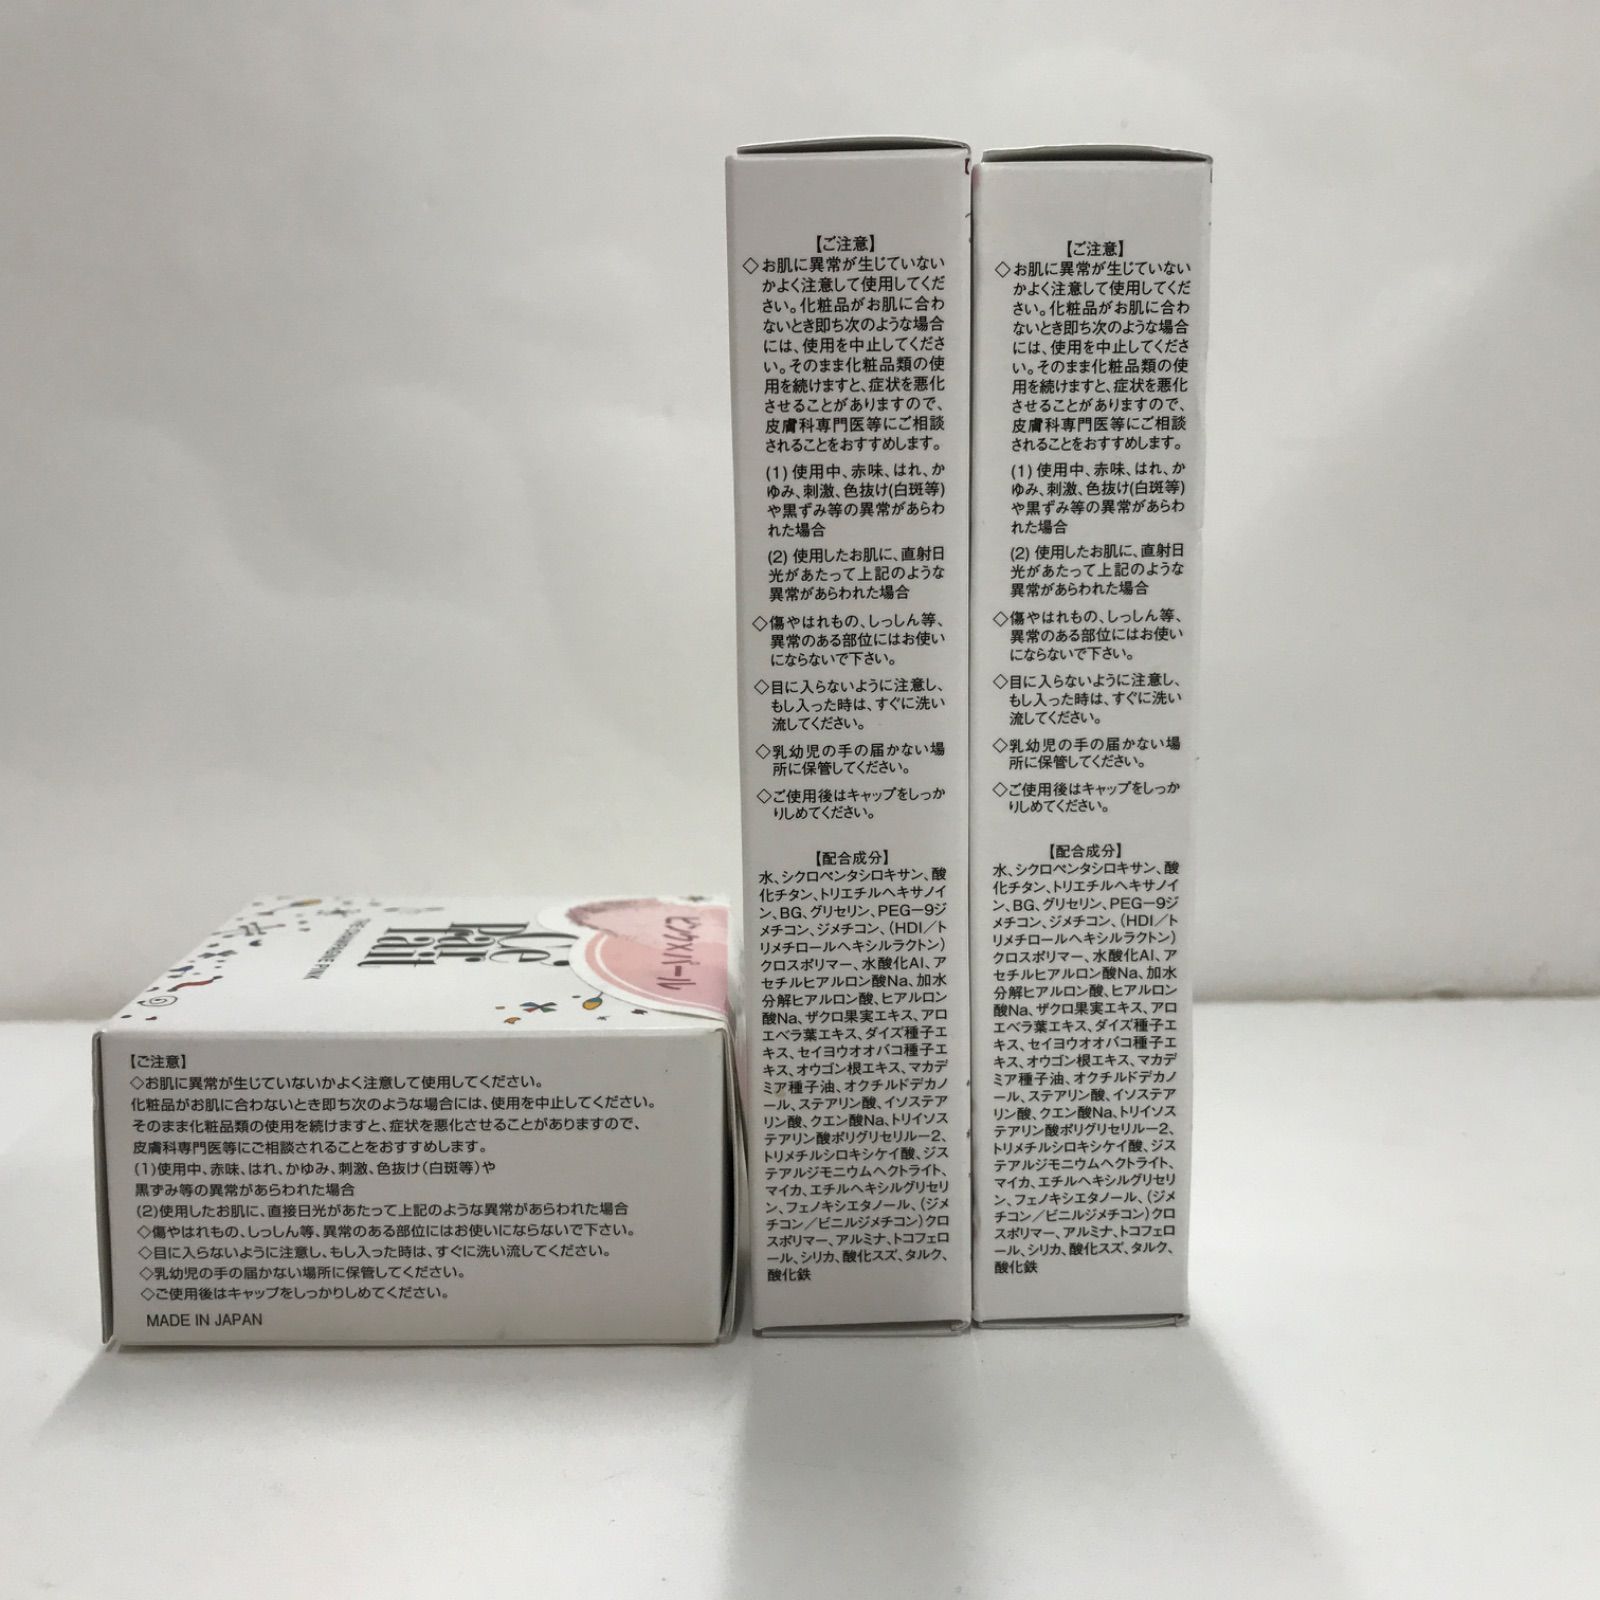 THE CHAMPAGNE PINK
ピンクパール
【ご注意】
◇お肌に異常が生じていないかよく注意して使用してください。
化粧品がお肌に合わないとき即ち次のような場合には、使用を中止してください。
そのまま化粧品類の使用を続けますと、症状を悪化させることがありますので、
皮膚科専門医等にご相談されることをおすすめします。
(1)使用中、赤味、はれ、かゆみ、刺激、色抜け(白斑等)や
黒ずみ等の異常があらわれた場合
(2)使用したお肌に、直接日光があたって上記のような異常があらわれた場合
◇傷やはれもの、しっしん等、異常のある部位にはお使いにならないで下さい。
◇目に入らないように注意し、もし入った時は、すぐに洗い流してください。
◇乳幼児の手の届かない場所に保管してください。
◇ご使用後はキャップをしっかりしめてください。
MADE IN JAPAN
【ご注意】
◇お肌に異常が生じていない
かよく注意して使用してくだ
さい。化粧品がお肌に合わ
ないとき即ち次のような場合
には、使用を中止してくださ
い。そのまま化粧品類の使
用を続けますと、症状を悪化
させることがありますので、
皮膚科専門医等にご相談
されることをおすすめします。
(1) 使用中、赤味、はれ、か
ゆみ、刺激、色抜け(白斑等)
や黒ずみ等の異常があらわ
れた場合
(2) 使用したお肌に、直射日
光があたって上記のような
異常があらわれた場合
◇傷やはれもの、しっしん等、
異常のある部位にはお使い
にならないで下さい。
◇目に入らないように注意し、
もし入った時は、すぐに洗い
流してください。
◇乳幼児の手の届かない場
所に保管してください。
◇ご使用後はキャップをしっか
りしめてください。
【配合成分】
水、シクロペンタシロキサン、酸
化チタン、トリエチルヘキサノイ
ン、BG、グリセリン、PEG－9ジ
メチコン、ジメチコン、(HDI／ト
リメチロールヘキシルラクトン)
クロスポリマー、水酸化Al、ア
セチルヒアルロン酸Na、加水
分解ヒアルロン酸、ヒアルロン
酸Na、ザクロ果実エキス、アロ
エベラ葉エキス、ダイズ種子エ
キス、セイヨウオオバコ種子エ
キス、オウゴン根エキス、マカデ
ミア種子油、オクチルドデカノ
ール、ステアリン酸、イソステア
リン酸、クエン酸Na、トリイソス
テアリン酸ポリグリセリル－2、
トリメチルシロキシケイ酸、ジス
テアルジモニウムヘクトライト、
マイカ、エチルヘキシルグリセリ
ン、フェノキシエタノール、(ジメ
チコン／ビニルジメチコン)クロ
スポリマー、アルミナ、トコフェロ
ール、シリカ、酸化スズ、タルク、
酸化鉄
【ご注意】
◇お肌に異常が生じていない
かよく注意して使用してくだ
さい。化粧品がお肌に合わ
ないとき即ち次のような場合
には、使用を中止してくださ
い。そのまま化粧品類の使
用を続けますと、症状を悪化
させることがありますので、
皮膚科専門医等にご相談
されることをおすすめします。
(1) 使用中、赤味、はれ、か
ゆみ、刺激、色抜け(白斑等)
や黒ずみ等の異常があらわ
れた場合
(2) 使用したお肌に、直射日
光があたって上記のような
異常があらわれた場合
◇傷やはれもの、しっしん等、
異常のある部位にはお使い
にならないで下さい。
◇目に入らないように注意し、
もし入った時は、すぐに洗い
流してください。
◇乳幼児の手の届かない場
所に保管してください。
◇ご使用後はキャップをしっか
りしめてください。
【配合成分】
水、シクロペンタシロキサン、酸
化チタン、トリエチルヘキサノイ
ン、BG、グリセリン、PEG－9ジ
メチコン、ジメチコン、(HDI／ト
リメチロールヘキシルラクトン)
クロスポリマー、水酸化Al、ア
セチルヒアルロン酸Na、加水
分解ヒアルロン酸、ヒアルロン
酸Na、ザクロ果実エキス、アロ
エベラ葉エキス、ダイズ種子エ
キス、セイヨウオオバコ種子エ
キス、オウゴン根エキス、マカデ
ミア種子油、オクチルドデカノ
ール、ステアリン酸、イソステア
リン酸、クエン酸Na、トリイソス
テアリン酸ポリグリセリル－2、
トリメチルシロキシケイ酸、ジス
テアルジモニウムヘクトライト、
マイカ、エチルヘキシルグリセリ
ン、フェノキシエタノール、(ジメ
チコン／ビニルジメチコン)クロ
スポリマー、アルミナ、トコフェロ
ール、シリカ、酸化スズ、タルク、
酸化鉄